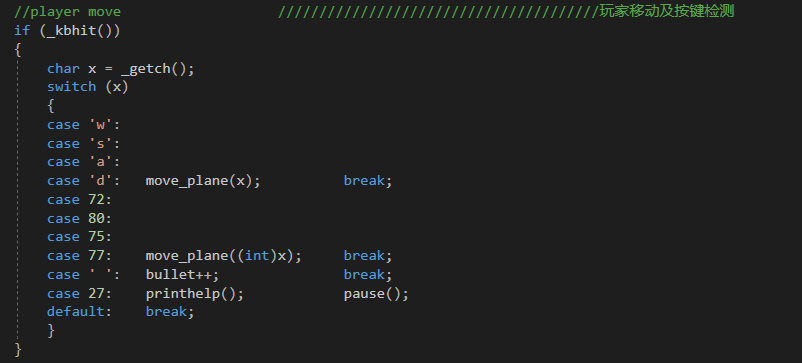 //player move                   ///////////////////////////////////////玩家移动及按键检测
if (_kbhit())
{
    char x = _getch();
    switch (x)
    {
    case 'w':
    case 's':
    case 'a':
    case 'd':   move_plane(x);          break;
    case 72:
    case 80:
    case 75:
    case 77:    move_plane((int)x);     break;
    case ' ':   bullet++;               break;
    case 27:    printhelp();            pause();
    default:    break;
    }
}